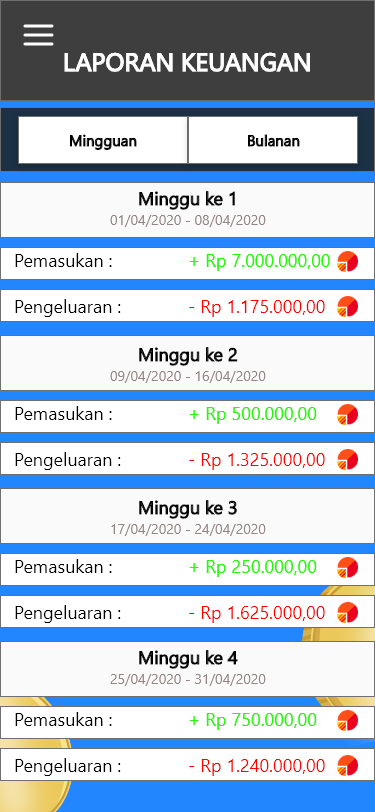 LAPORAN KEUANGAN
Mingguan Bulanan
Minggu ke 1
01/04/2020 - 08/04/2020
Pemasukan : + Rp 7.000.000,00
Pengeluaran : - Rp 1.175.000,00
Minggu ke 2
09/04/2020 - 16/04/2020
Pemasukan : + Rp 500.000,00
Pengeluaran : - Rp 1.325.000,00
Minggu ke 3
17/04/2020 - 24/04/2020
Pemasukan : + Rp 250.000,00
Pengeluaran : - Rp 1.625.000,00
Minggu ke 4
25/04/2020 - 31/04/2020
Pemasukan : + Rp 750.000,00
Pengeluaran : - Rp 1.240.000,00